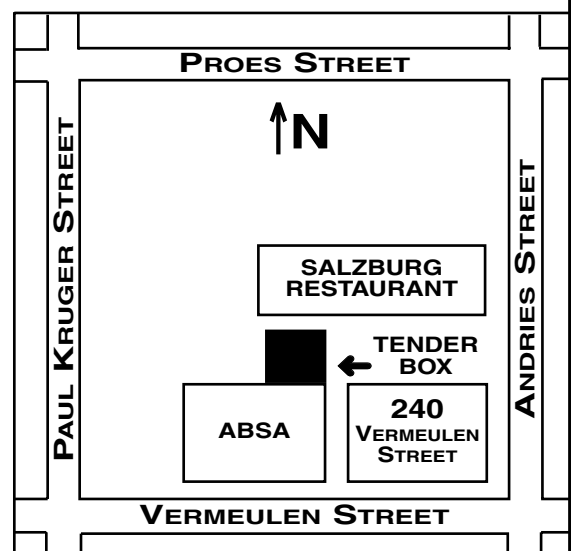 PROES STREET
N
PAUL KRUGER STREET
ANDRIES STREET
SALZBURG
RESTAURANT
TENDER
BOX
ABSA
240
VERMEULEN
STREET
VERMEULEN STREET